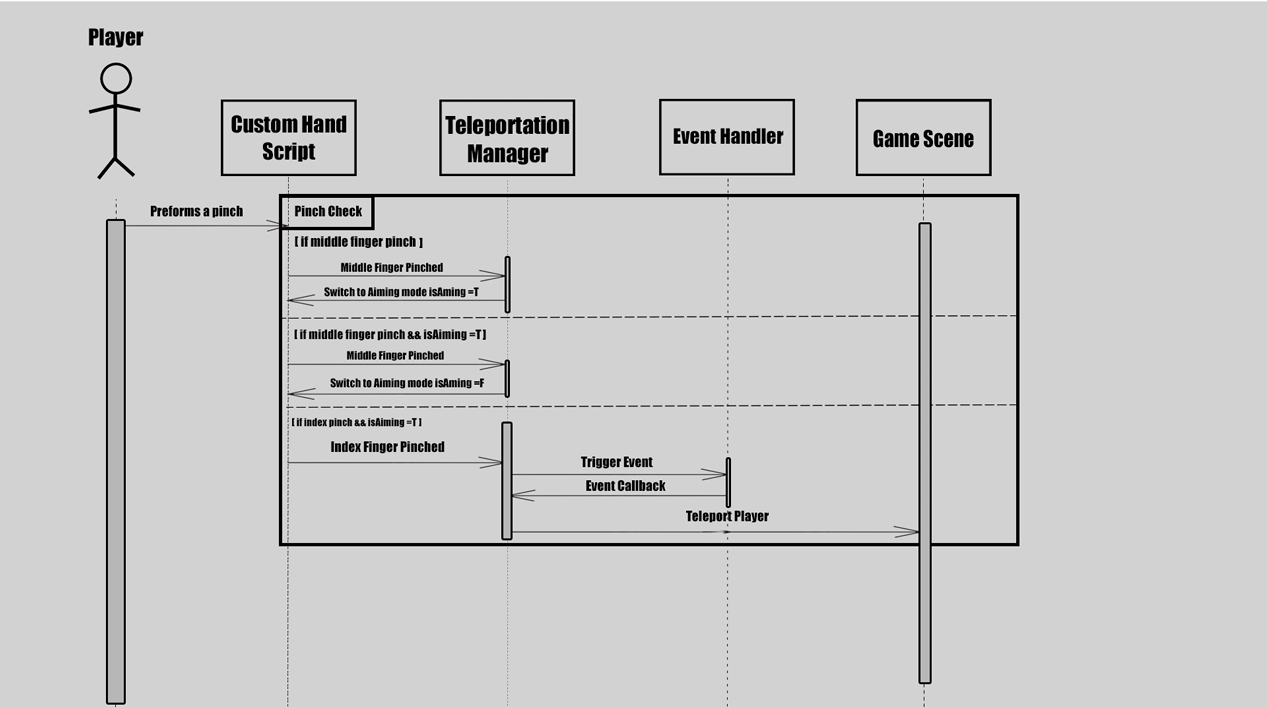 Player
Custom Hand
Script
Teleportation
Manager
Event Handler
Game Scene
Preforms a pinch
Pinch Check
[ if middle finger pinch ]
Middle Finger Pinched
Switch to Aiming mode isAming =T
[ if middle finger pinch && isAiming =T ]
Middle Finger Pinched
Switch to Aiming mode isAming =F
[ if index pinch && isAiming =T ]
Index Finger Pinched
Trigger Event
Event Callback
Teleport Player